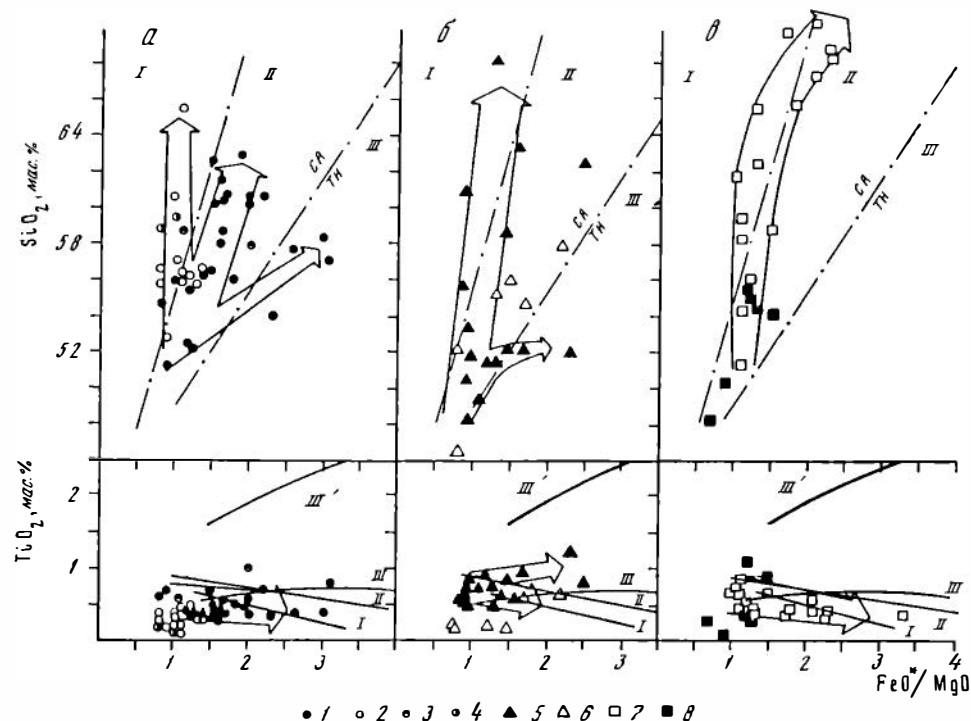 а
б
в
I
II
I
II
I
II
III
III
III
CA
TH
CA
TH
CA
TH
64
58
52
SiO₂, мас. %
2
1
TiO₂, мас. %
III'
III'
III'
III
II
I
III
II
I
III
II
I
1 2 3
1 2 3
1 2 3 4
FeO*/MgO
1 2 3 4 5 6 7 8